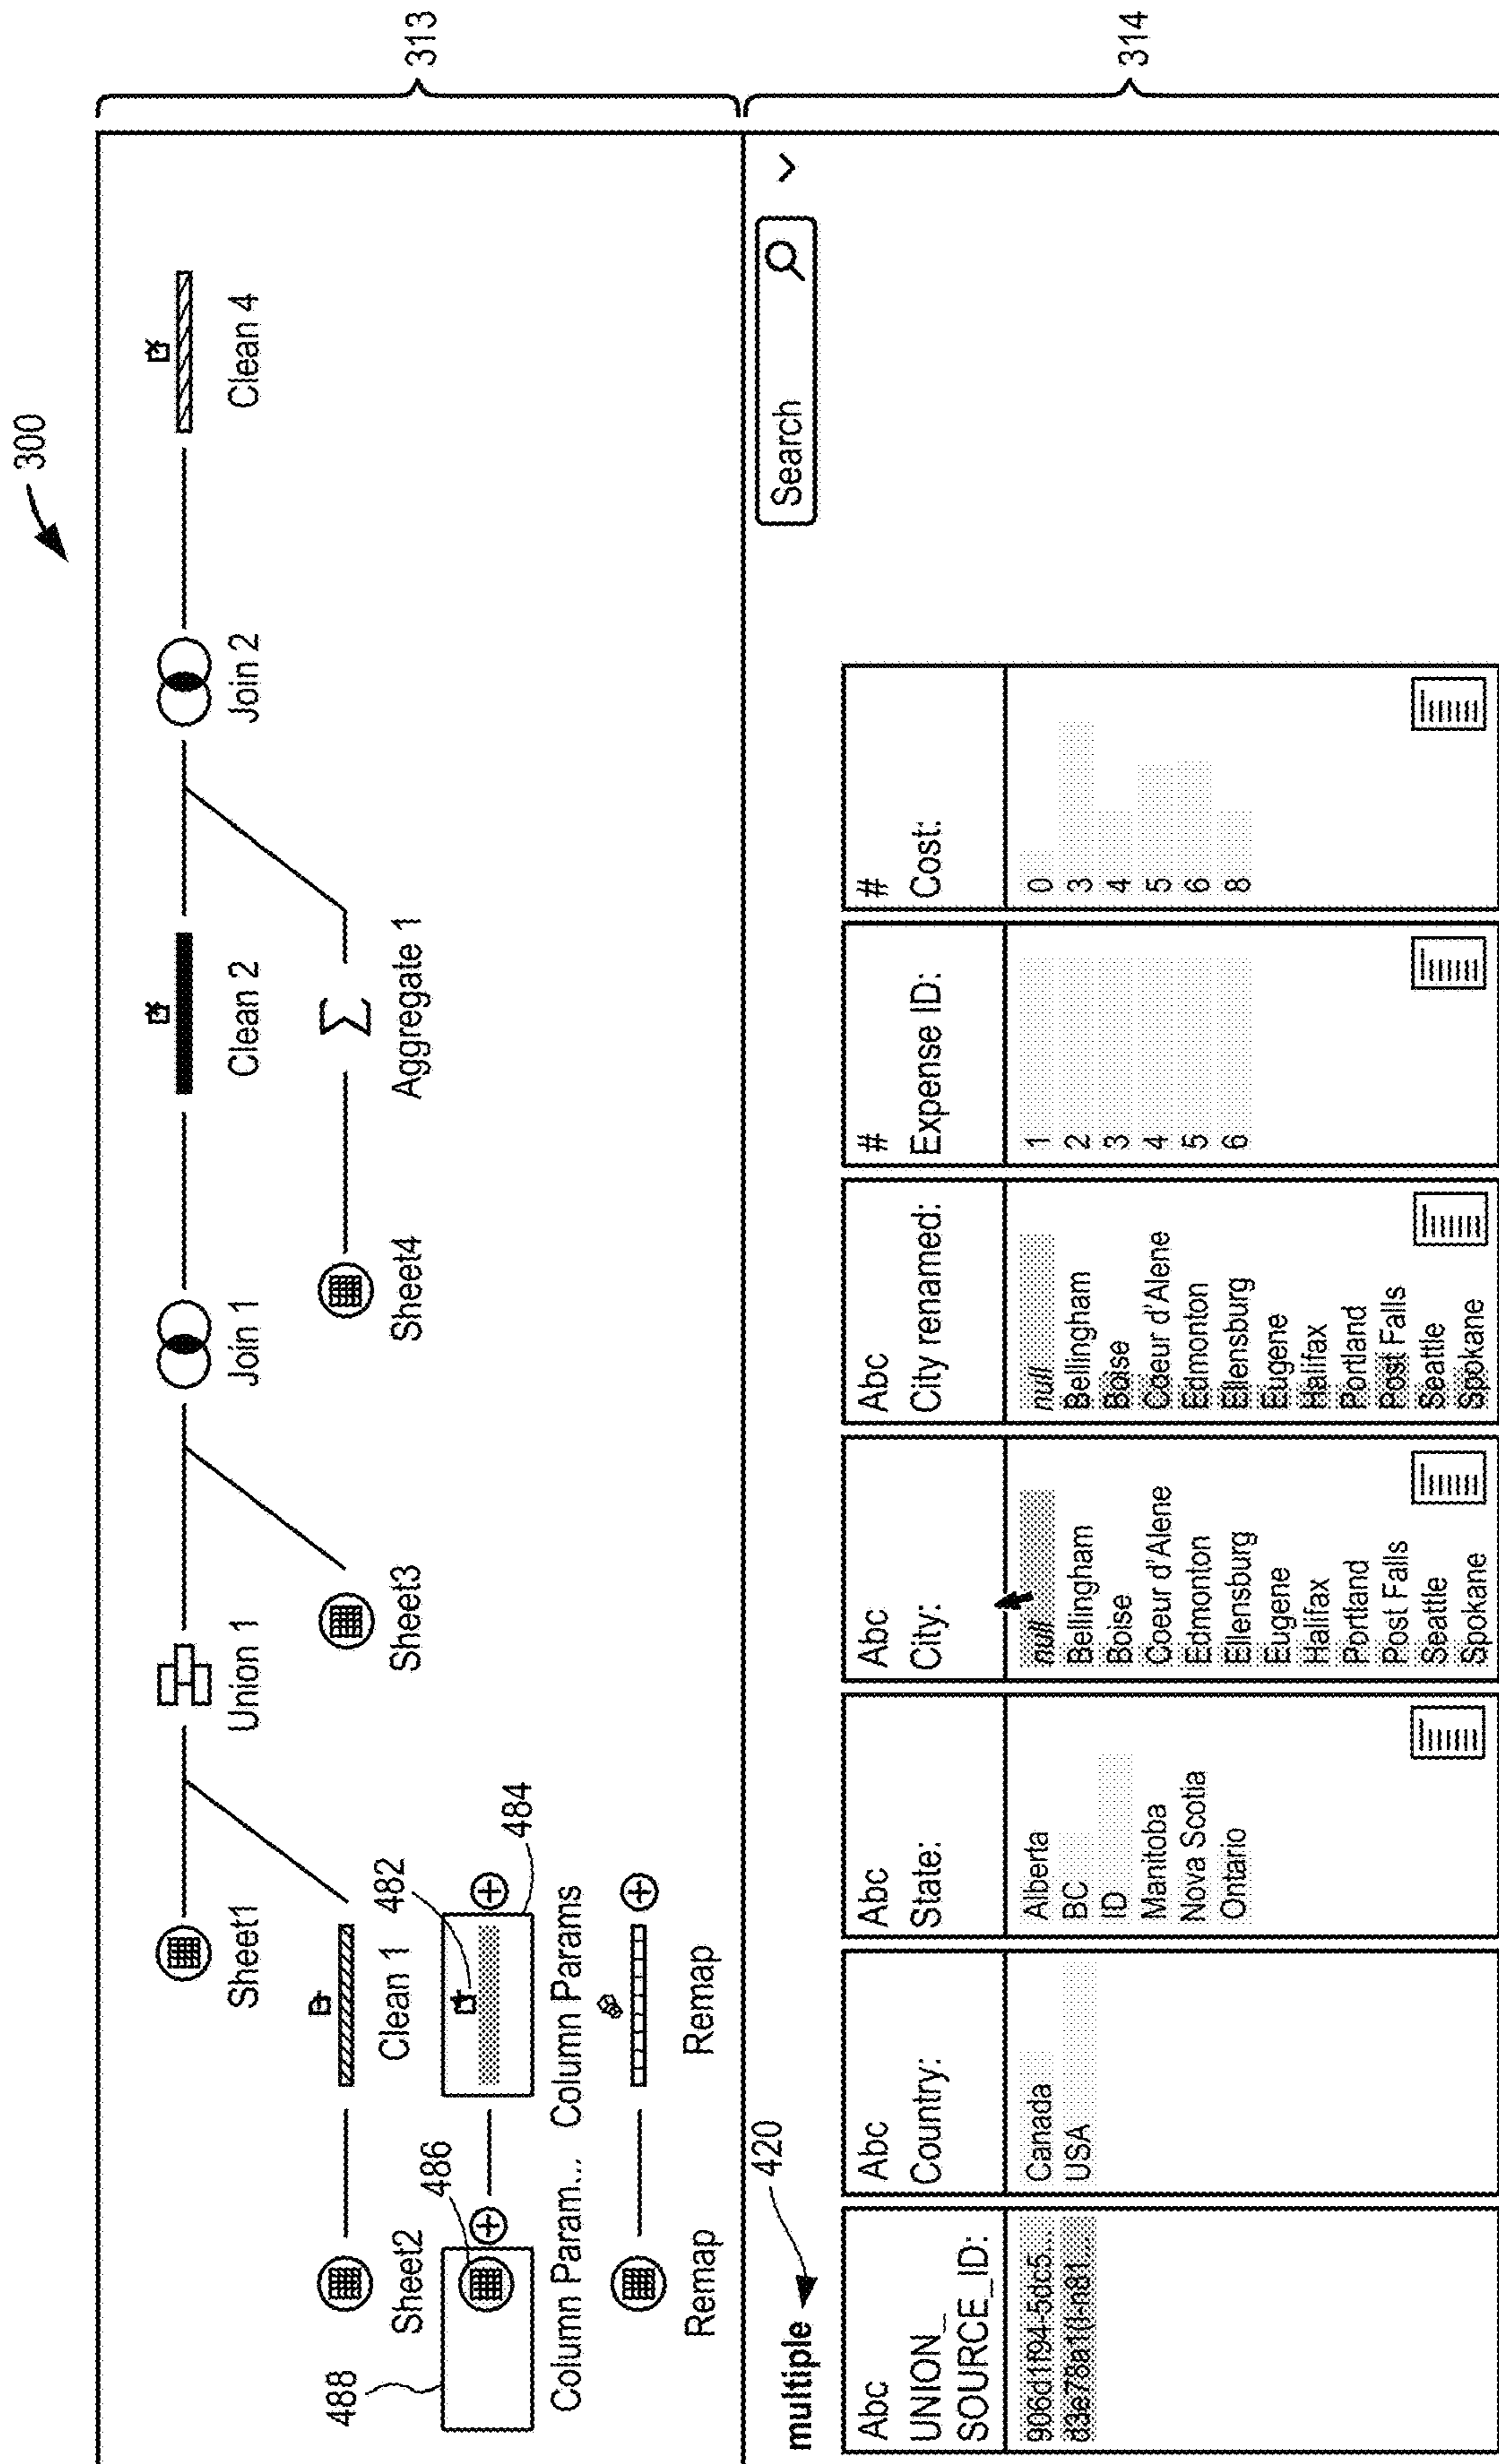 300
313
314
Sheet1
Union 1
Join 1
Clean 2
Join 2
Clean 4
Sheet2
Clean 1
Sheet3
Sheet4
Aggregate 1
482
484
486
488
Column Param...
Column Params
Remap
Remap
multiple
420
Search
Abc
UNION_
SOURCE_ID:
Abc
Country:
Canada
USA
Abc
State:
Alberta
BC
ID
Manitoba
Nova Scotia
Ontario
Abc
City:
null
Bellingham
Boise
Coeur d'Alene
Edmonton
Ellensburg
Eugene
Halifax
Portland
Post Falls
Seattle
Spokane
Abc
City renamed:
null
Bellingham
Boise
Coeur d'Alene
Edmonton
Ellensburg
Eugene
Halifax
Portland
Post Falls
Seattle
Spokane
#
Expense ID:
1
2
3
4
5
6
#
Cost:
0
3
4
5
6
8